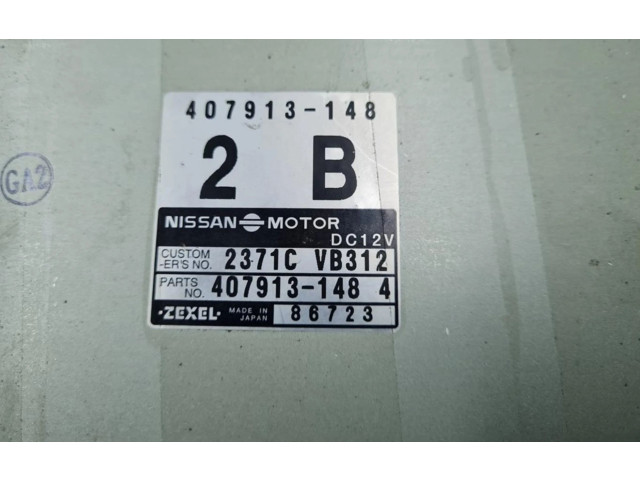 407913-148
2 B
GA2
NISSAN MOTOR
DC12V
CUSTOM
-ER'S NO. 2371C VB312
PARTS
NO. 407913-148 4
·ZEXEL· MADE IN
JAPAN 86723